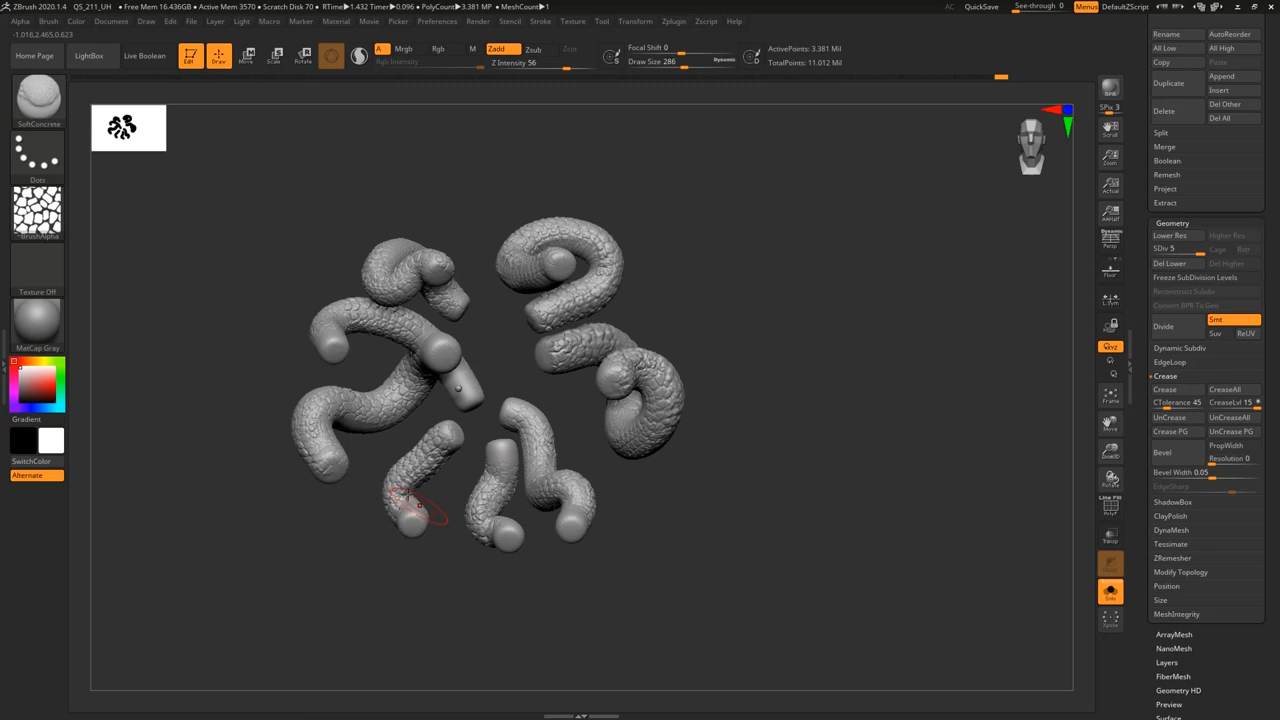 ZBrush 2020.1.4 QS_211_UH ● Free Mem 16.436GB ● Active Mem 3570 ● Scratch Disk 70 ● RTime▶1.432 Timer▶0.096 ● PolyCount▶3.381 MP ● MeshCount▶1 AC QuickSave See-through 0 Menus DefaultZScript
Alpha Brush Color Document Draw Edit File Layer Light Macro Marker Material Movie Picker Preferences Render Stencil Stroke Texture Tool Transform Zplugin Zscript Help
-1.016,2.465,0.623
Home Page LightBox Live Boolean Edit Draw Move Scale Rotate A Mrgb Rgb M Zadd Zsub Zcut Focal Shift 0 ActivePoints: 3.381 Mil
Rgb Intensity Z Intensity 56 S Draw Size 286 Dynamic D TotalPoints: 11.012 Mil
SoftConcrete
Dots
~BrushAlpha
Texture Off
MatCap Gray
Gradient
SwitchColor
Alternate
BPR
SPix 3
Scroll
Zoom
Actual
AAHalf
Dynamic
Persp
Floor
L.Sym
XYZ
Frame
Move
Zoom3D
Rotate
Line Fill
PolyF
Transp
Solo
Xpose
Rename AutoReorder
All Low All High
Copy Paste
Duplicate Append
Insert
Delete Del Other
Del All
Split
Merge
Boolean
Remesh
Project
Extract
Geometry
Lower Res Higher Res
SDiv 5 Cage Rstr
Del Lower Del Higher
Freeze SubDivision Levels
Reconstruct Subdiv
Convert BPR To Geo
Divide Smt
Suv ReUV
Dynamic Subdiv
EdgeLoop
Crease
Crease CreaseAll
CTolerance 45 CreaseLvl 15
UnCrease UnCreaseAll
Crease PG UnCrease PG
Bevel PropWidth
Resolution 0
Bevel Width 0.05
EdgeSharp
ShadowBox
ClayPolish
DynaMesh
Tessimate
ZRemesher
Modify Topology
Position
Size
MeshIntegrity
ArrayMesh
NanoMesh
Layers
FiberMesh
Geometry HD
Preview
Surface